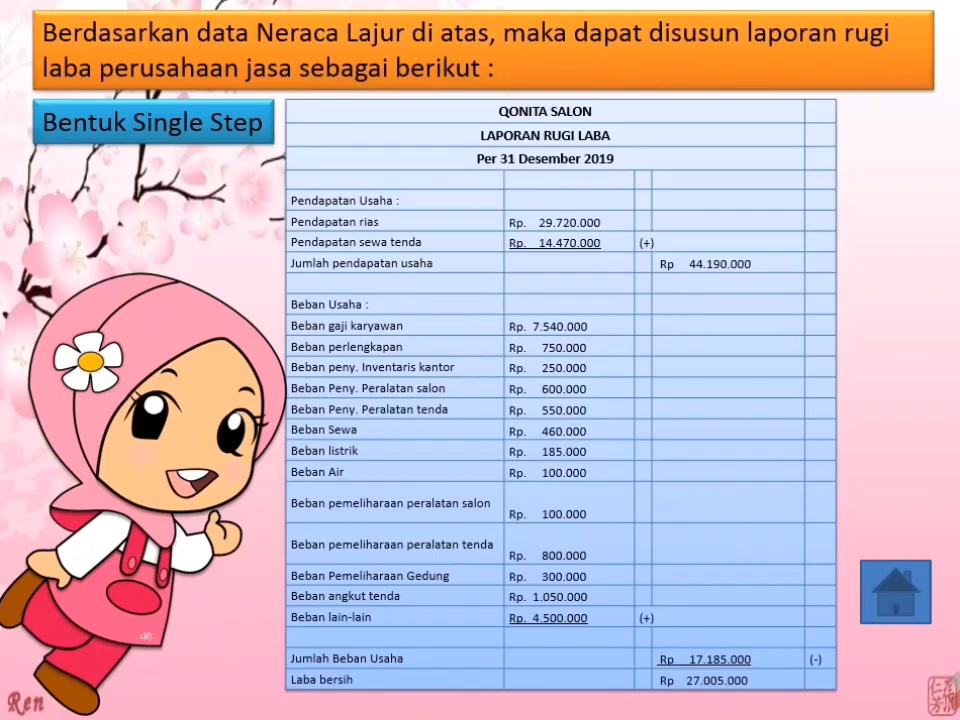 Berdasarkan data Neraca Lajur di atas, maka dapat disusun laporan rugi
laba perusahaan jasa sebagai berikut :
Bentuk Single Step
QONITA SALON
LAPORAN RUGI LABA
Per 31 Desember 2019
Pendapatan Usaha :
Pendapatan rias Rp. 29.720.000
Pendapatan sewa tenda Rp. 14.470.000 (+)
Jumlah pendapatan usaha Rp 44.190.000
Beban Usaha :
Beban gaji karyawan Rp. 7.540.000
Beban perlengkapan Rp. 750.000
Beban peny. Inventaris kantor Rp. 250.000
Beban Peny. Peralatan salon Rp. 600.000
Beban Peny. Peralatan tenda Rp. 550.000
Beban Sewa Rp. 460.000
Beban listrik Rp. 185.000
Beban Air Rp. 100.000
Beban pemeliharaan peralatan salon Rp. 100.000
Beban pemeliharaan peralatan tenda Rp. 800.000
Beban Pemeliharaan Gedung Rp. 300.000
Beban angkut tenda Rp. 1.050.000
Beban lain-lain Rp. 4.500.000 (+)
Jumlah Beban Usaha Rp 17.185.000 (-)
Laba bersih Rp 27.005.000
Ren